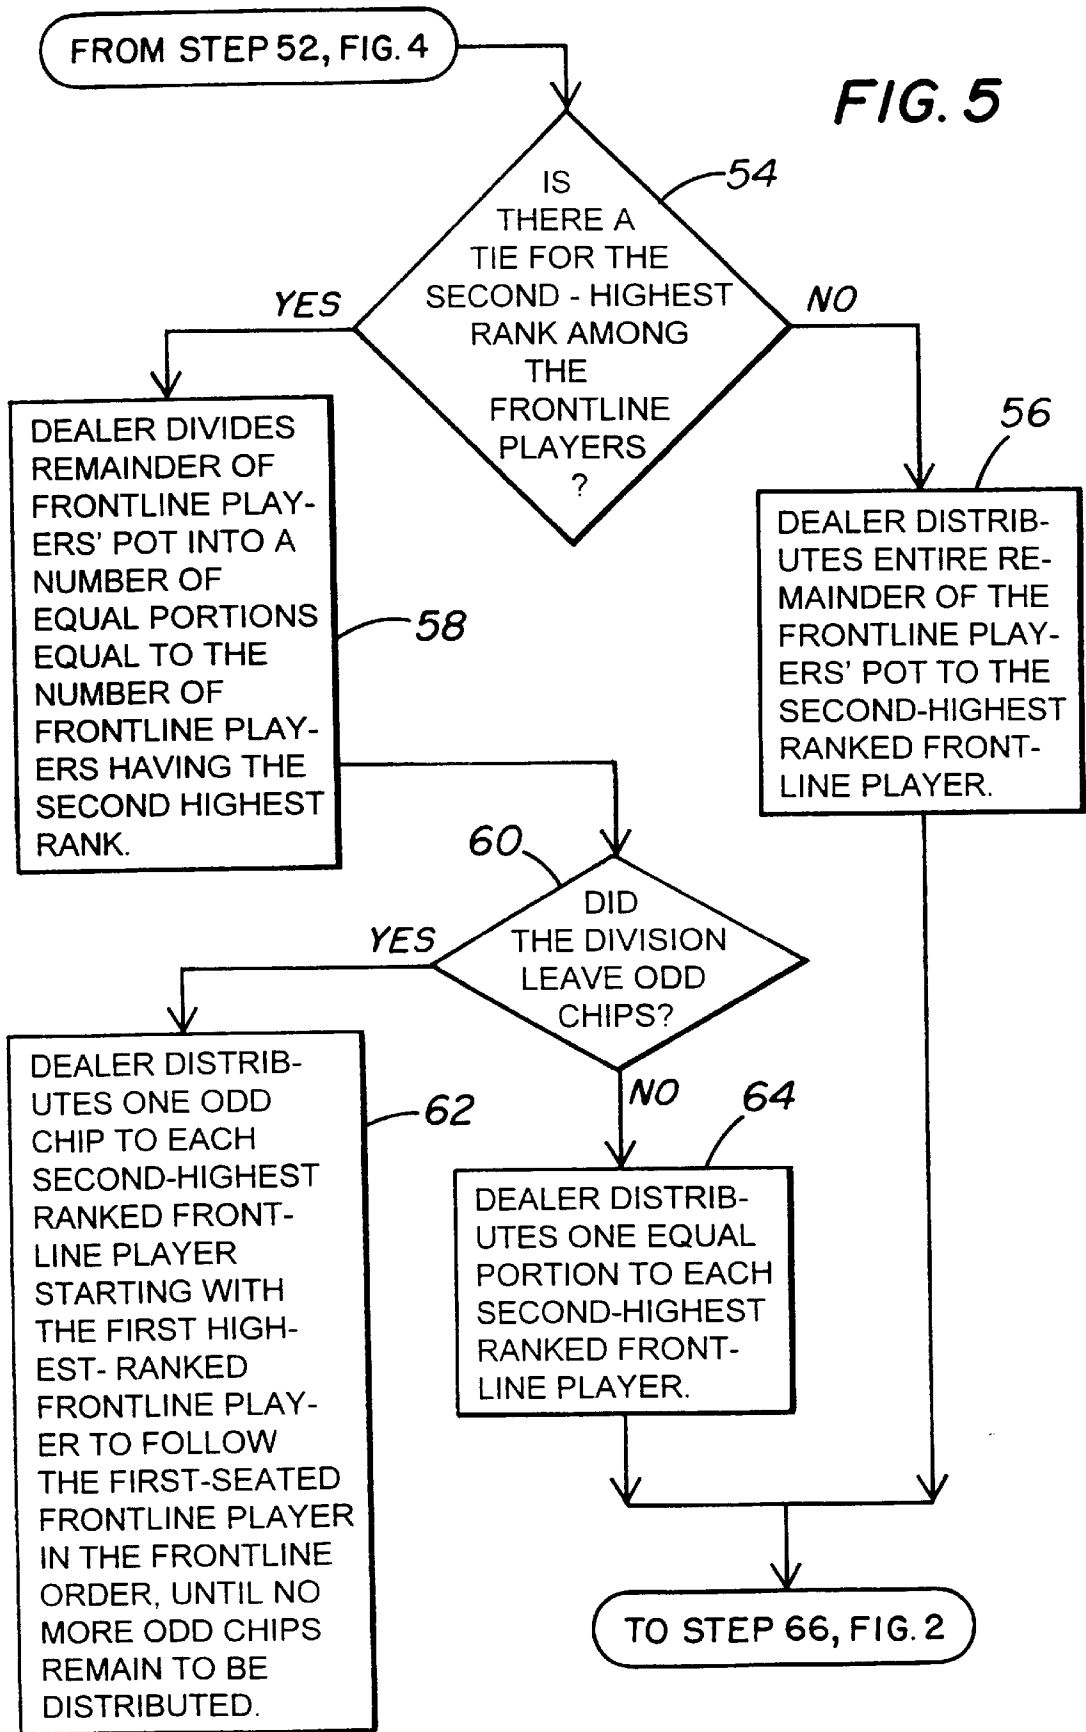 FROM STEP 52, FIG. 4
FIG. 5
54
IS
THERE A
TIE FOR THE
SECOND - HIGHEST
RANK AMONG
THE
FRONTLINE
PLAYERS
?
YES
NO
DEALER DIVIDES
REMAINDER OF
FRONTLINE PLAY-
ERS' POT INTO A
NUMBER OF
EQUAL PORTIONS
EQUAL TO THE
NUMBER OF
FRONTLINE PLAY-
ERS HAVING THE
SECOND HIGHEST
RANK.
58
56
DEALER DISTRIB-
UTES ENTIRE RE-
MAINDER OF THE
FRONTLINE PLAY-
ERS' POT TO THE
SECOND-HIGHEST
RANKED FRONT-
LINE PLAYER.
60
DID
THE DIVISION
LEAVE ODD
CHIPS?
YES
NO
DEALER DISTRIB-
UTES ONE ODD
CHIP TO EACH
SECOND-HIGHEST
RANKED FRONT-
LINE PLAYER
STARTING WITH
THE FIRST HIGH-
EST- RANKED
FRONTLINE PLAY-
ER TO FOLLOW
THE FIRST-SEATED
FRONTLINE PLAYER
IN THE FRONTLINE
ORDER, UNTIL NO
MORE ODD CHIPS
REMAIN TO BE
DISTRIBUTED.
62
64
DEALER DISTRIB-
UTES ONE EQUAL
PORTION TO EACH
SECOND-HIGHEST
RANKED FRONT-
LINE PLAYER.
TO STEP 66, FIG. 2